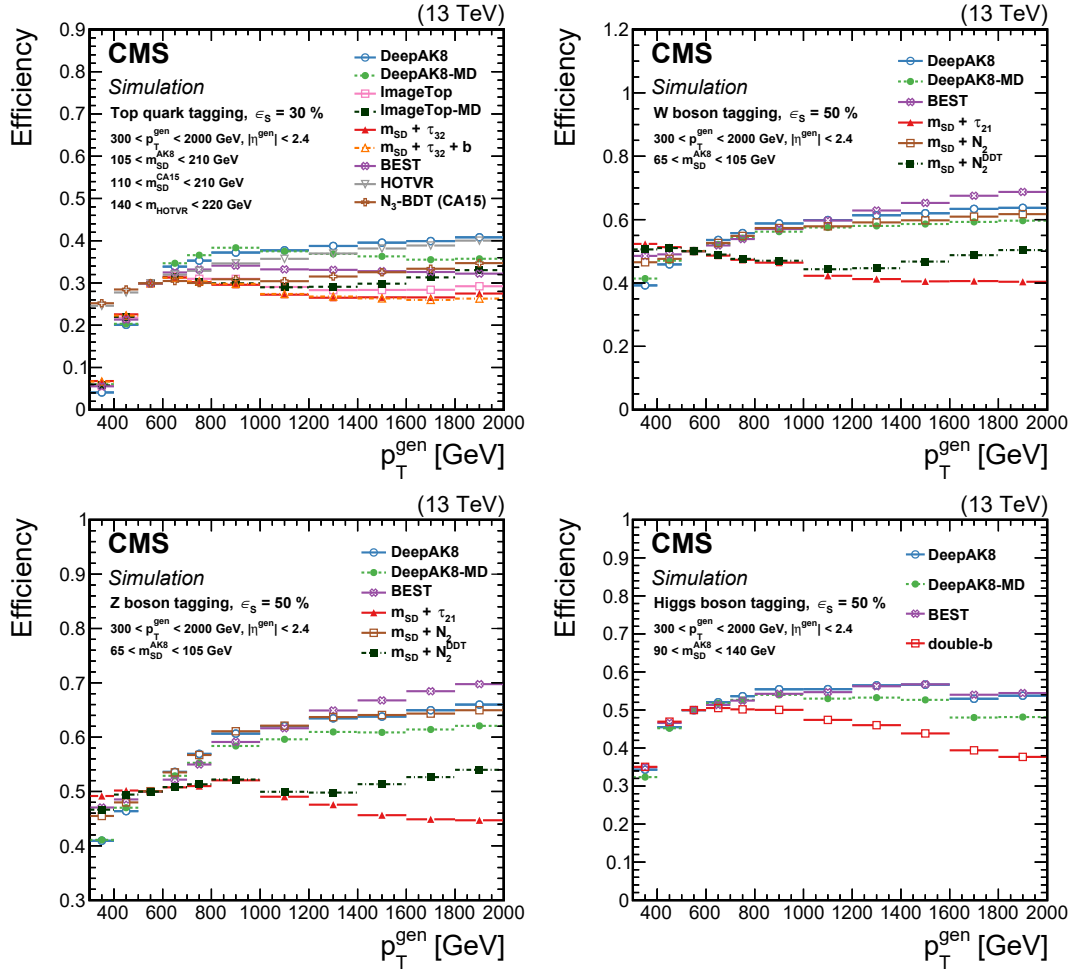 (13 TeV)
Efficiency
CMS
Simulation
Top quark tagging, ε_S = 30 %
300 < p_T^gen < 2000 GeV, |η^gen| < 2.4
105 < m_SD^AK8 < 210 GeV
110 < m_SD^CA15 < 210 GeV
140 < m_HOTVR < 220 GeV
DeepAK8
DeepAK8-MD
ImageTop
ImageTop-MD
m_SD + τ_32
m_SD + τ_32 + b
BEST
HOTVR
N_3-BDT (CA15)
0.9
0.8
0.7
0.6
0.5
0.4
0.3
0.2
0.1
0
400 600 800 1000 1200 1400 1600 1800 2000
p_T^gen [GeV]
(13 TeV)
Efficiency
CMS
Simulation
W boson tagging, ε_S = 50 %
300 < p_T^gen < 2000 GeV, |η^gen| < 2.4
65 < m_SD^AK8 < 105 GeV
DeepAK8
DeepAK8-MD
BEST
m_SD + τ_21
m_SD + N_2
m_SD + N_2^DDT
1.2
1
0.8
0.6
0.4
0.2
0
400 600 800 1000 1200 1400 1600 1800 2000
p_T^gen [GeV]
(13 TeV)
Efficiency
CMS
Simulation
Z boson tagging, ε_S = 50 %
300 < p_T^gen < 2000 GeV, |η^gen| < 2.4
65 < m_SD^AK8 < 105 GeV
DeepAK8
DeepAK8-MD
BEST
m_SD + τ_21
m_SD + N_2
m_SD + N_2^DDT
1
0.9
0.8
0.7
0.6
0.5
0.4
0.3
400 600 800 1000 1200 1400 1600 1800 2000
p_T^gen [GeV]
(13 TeV)
Efficiency
CMS
Simulation
Higgs boson tagging, ε_S = 50 %
300 < p_T^gen < 2000 GeV, |η^gen| < 2.4
90 < m_SD^AK8 < 140 GeV
DeepAK8
DeepAK8-MD
BEST
double-b
1
0.9
0.8
0.7
0.6
0.5
0.4
0.3
0.2
0.1
0
400 600 800 1000 1200 1400 1600 1800 2000
p_T^gen [GeV]